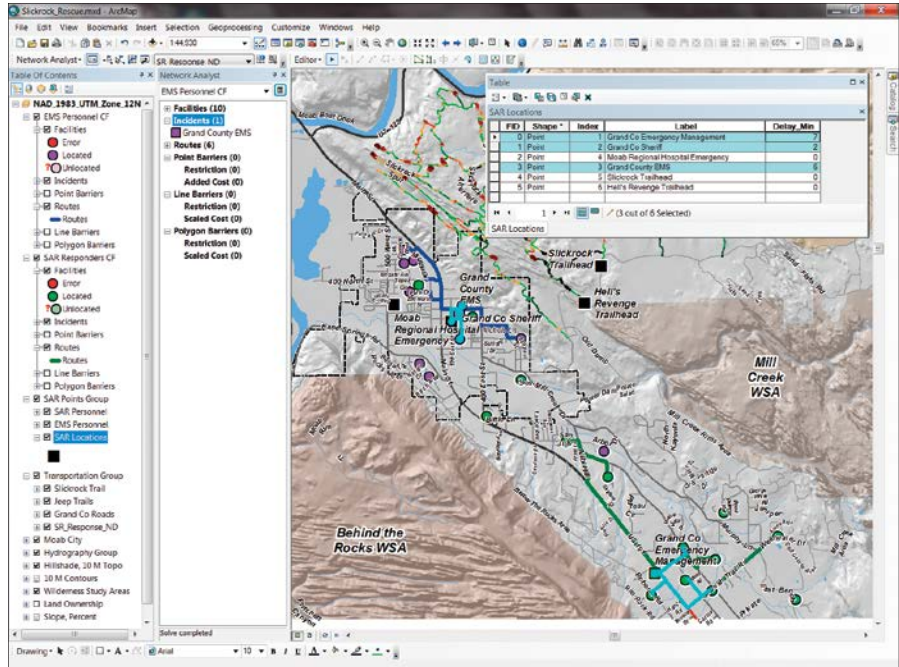 Slickrock_Rescue.mxd - ArcMap
File Edit View Bookmarks Insert Selection Geoprocessing Customize Windows Help
1:44,930
65%
Network Analyst
SR Response ND
Editor
Table Of Contents
NAD_1983_UTM_Zone_12N
EMS Personnel CF
Facilities
Error
Located
Unlocated
Incidents
Point Barriers
Routes
Routes
Line Barriers
Polygon Barriers
SAR Responders CF
Facilities
Error
Located
Unlocated
Incidents
Point Barriers
Routes
Routes
Line Barriers
Polygon Barriers
SAR Points Group
SAR Personnel
EMS Personnel
SAR Locations
Transportation Group
Slickrock Trail
Jeep Trails
Grand Co Roads
SR_Response_ND
Moab City
Hydrography Group
Hillshade, 10 M Topo
10 M Contours
Wilderness Study Areas
Land Ownership
Slope, Percent
Network Analyst
EMS Personnel CF
Facilities (10)
Incidents (1)
Grand County EMS
Routes (6)
Point Barriers (0)
Restriction (0)
Added Cost (0)
Line Barriers (0)
Restriction (0)
Scaled Cost (0)
Polygon Barriers (0)
Restriction (0)
Scaled Cost (0)
Solve completed
Table
SAR Locations
FID Shape * Index Label Delay_Min
0 Point 1 Grand Co Emergency Management 7
1 Point 2 Grand Co Sheriff 2
2 Point 4 Moab Regional Hospital Emergency 0
3 Point 3 Grand County EMS 6
4 Point 5 Slickrock Trailhead 0
5 Point 6 Hell's Revenge Trailhead 0
1
(3 out of 6 Selected)
SAR Locations
Catalog
Search
Slickrock
Trailhead
Hell's
Revenge
Trailhead
Grand
County
EMS
Grand Co Sheriff
Moab
Regional Hospital
Emergency
Mill
Creek
WSA
Behind the
Rocks WSA
Grand Co
Emergency
Management
Drawing
Arial
10
B I U